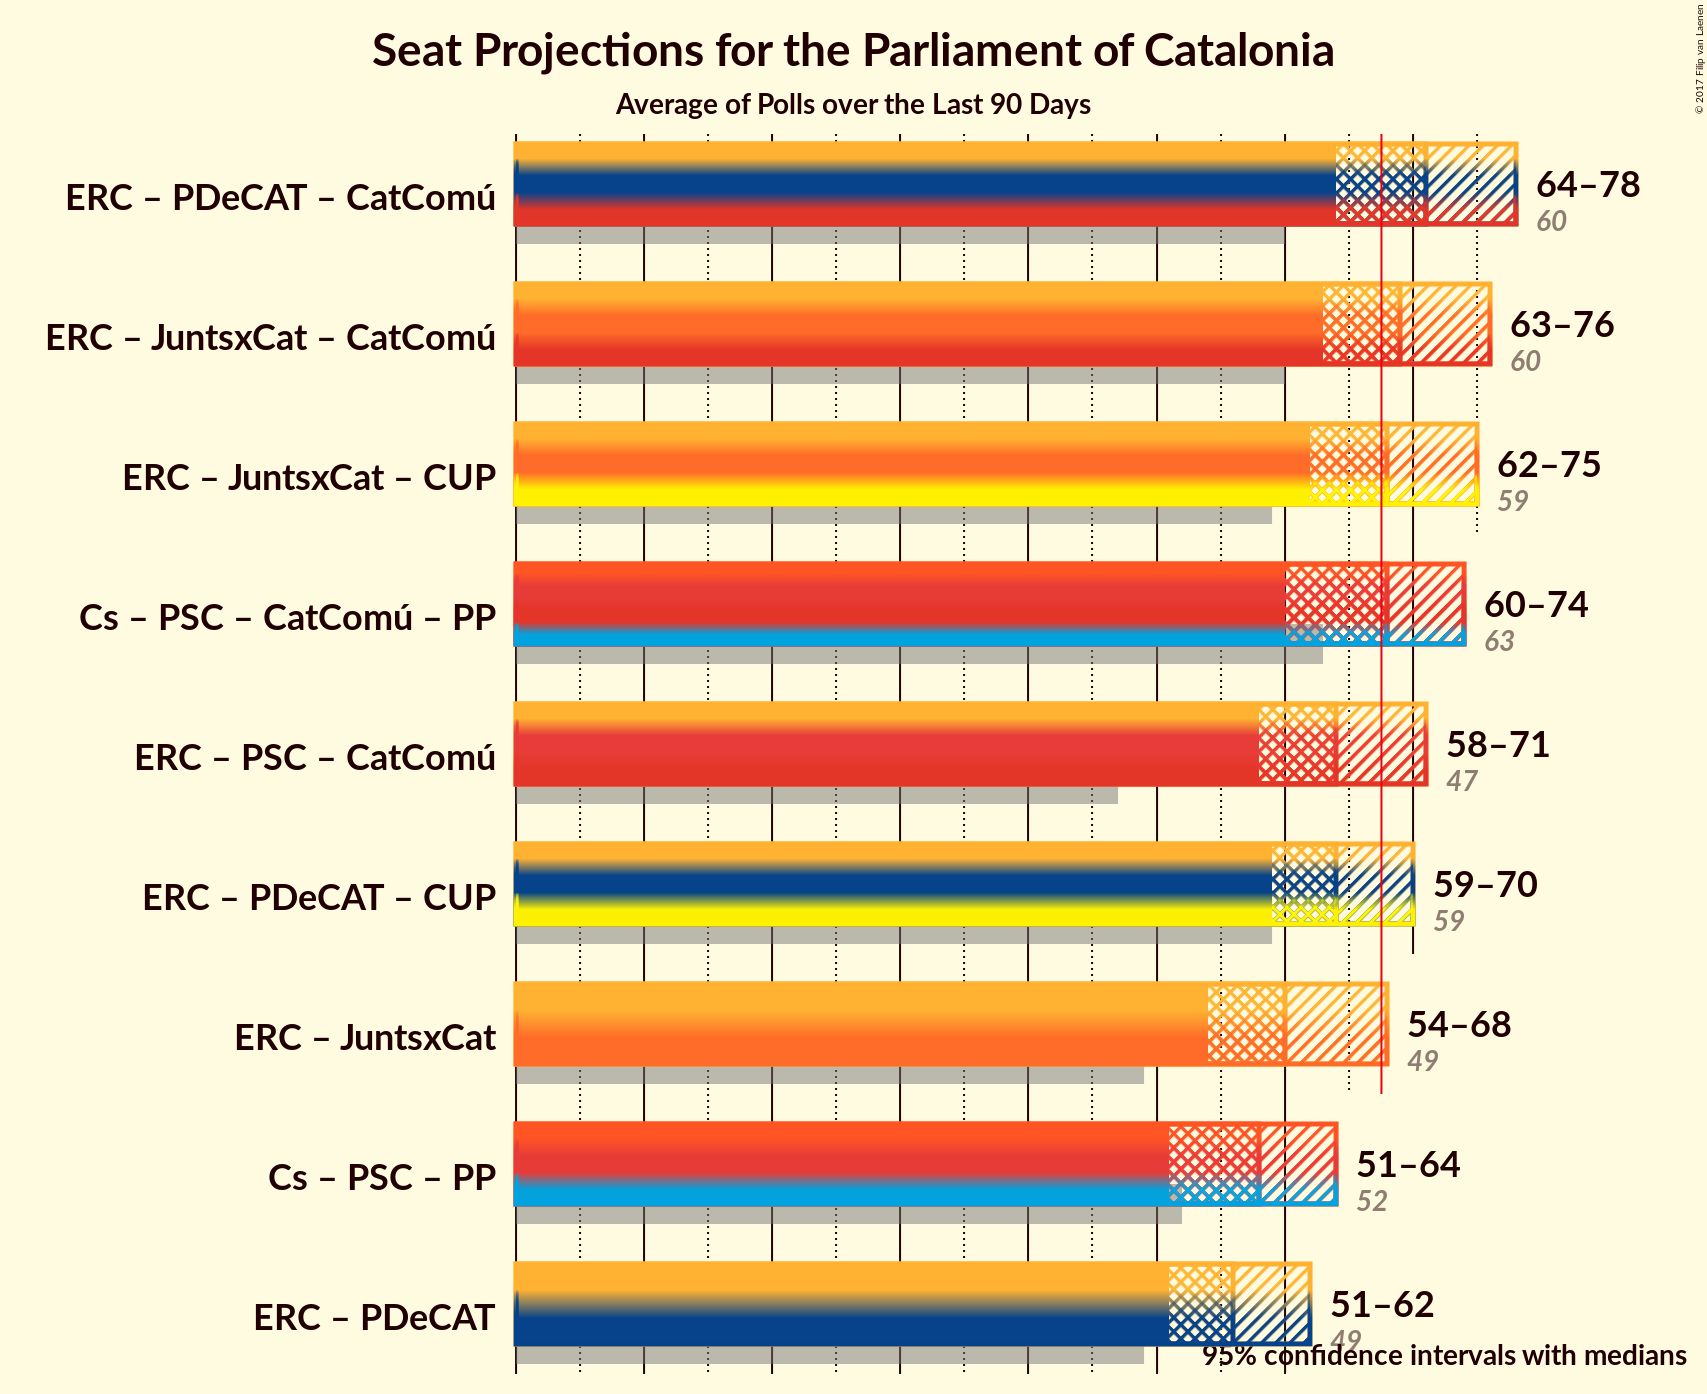 Seat Projections for the Parliament of Catalonia
Average of Polls over the Last 90 Days
© 2017 Filip van Laenen
ERC – PDeCAT – CatComú
64–78
60
ERC – JuntsxCat – CatComú
63–76
60
ERC – JuntsxCat – CUP
62–75
59
Cs – PSC – CatComú – PP
60–74
63
ERC – PSC – CatComú
58–71
47
ERC – PDeCAT – CUP
59–70
59
ERC – JuntsxCat
54–68
49
Cs – PSC – PP
51–64
52
ERC – PDeCAT
51–62
49
95% confidence intervals with medians